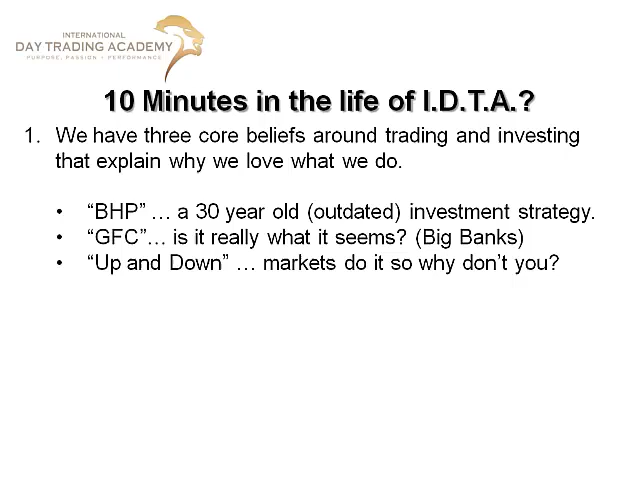 INTERNATIONAL
DAY TRADING ACADEMY
PURPOSE, PASSION + PERFORMANCE
10 Minutes in the life of I.D.T.A.?
1. We have three core beliefs around trading and investing
that explain why we love what we do.
• “BHP” … a 30 year old (outdated) investment strategy.
• “GFC”… is it really what it seems? (Big Banks)
• “Up and Down” … markets do it so why don’t you?